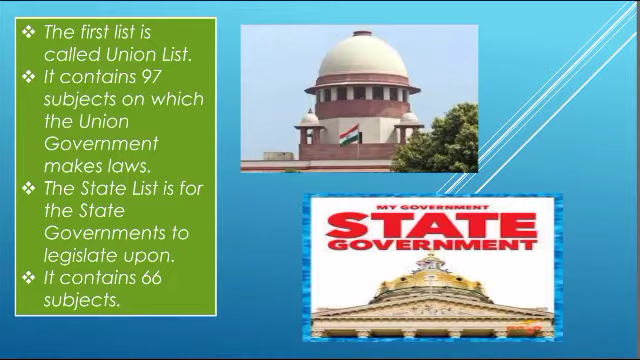 ❖ The first list is
called Union List.
❖ It contains 97
subjects on which
the Union
Government
makes laws.
❖ The State List is for
the State
Governments to
legislate upon.
❖ It contains 66
subjects.
MY GOVERNMENT
STATE
GOVERNMENT